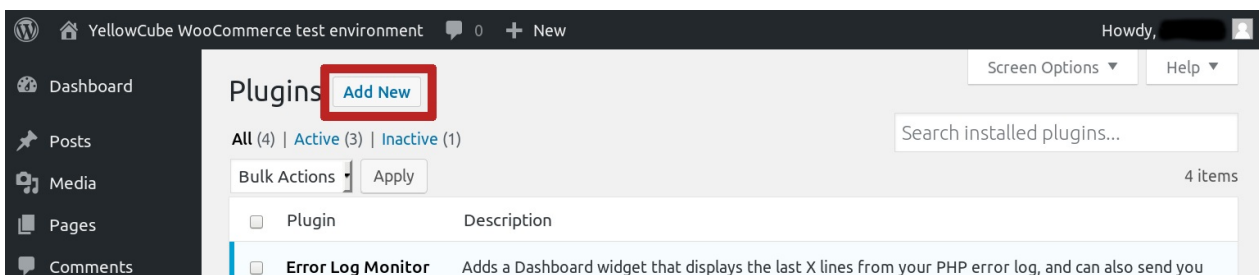 YellowCube WooCommerce test environment 0 + New Howdy,
Dashboard
Posts
Media
Pages
Comments
Screen Options ▼ Help ▼
Plugins Add New
All (4) | Active (3) | Inactive (1)
Search installed plugins...
Bulk Actions Apply
4 items
Plugin Description
Error Log Monitor Adds a Dashboard widget that displays the last X lines from your PHP error log, and can also send you